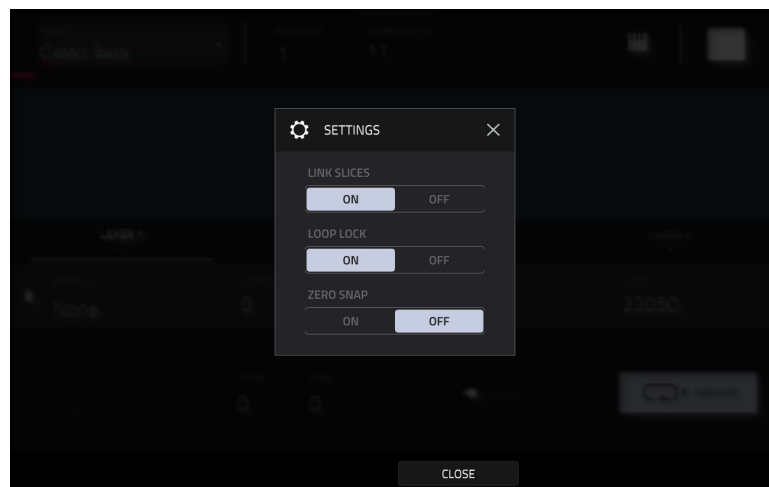 Classic Bass
SETTINGS
LINK SLICES
ON OFF
LOOP LOCK
ON OFF
ZERO SNAP
ON OFF
None 0 22050
0 0
CLOSE